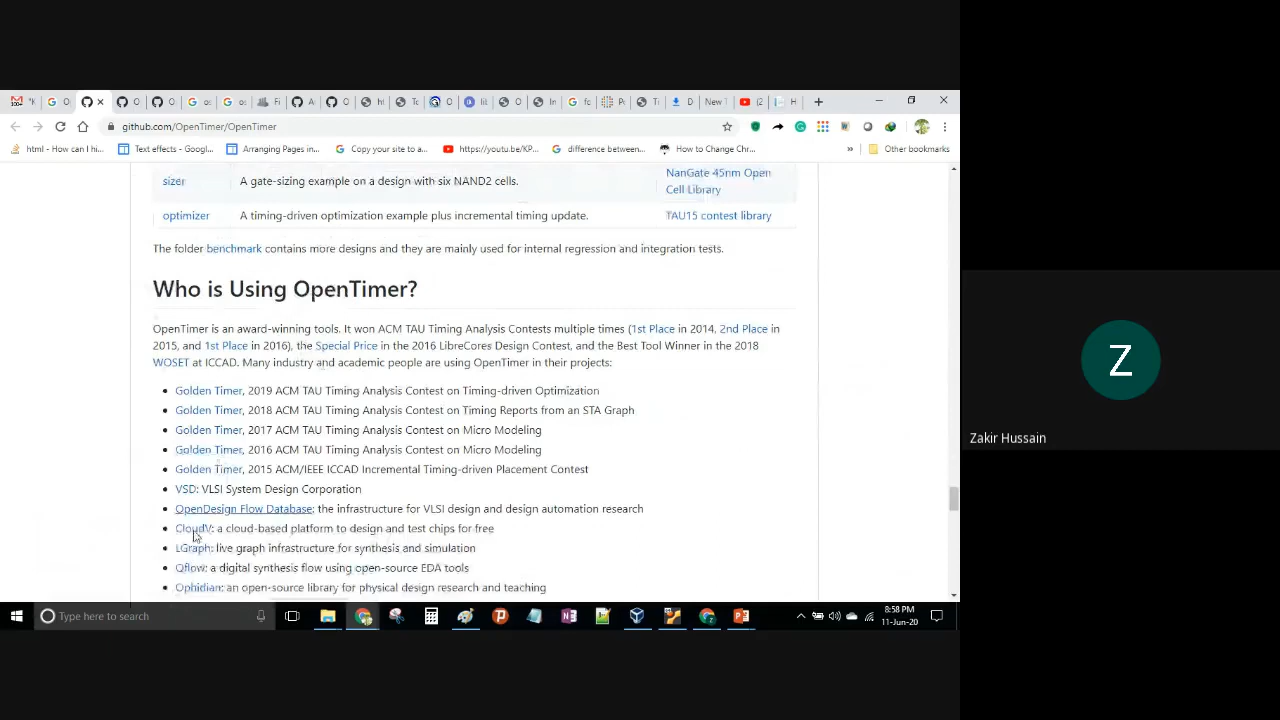 github.com/OpenTimer/OpenTimer
html - How can I hi...
Text effects - Googl...
Arranging Pages in...
Copy your site to a...
https://youtu.be/KP...
difference between...
How to Change Chr...
»
Other bookmarks
sizer A gate-sizing example on a design with six NAND2 cells. NanGate 45nm Open
Cell Library
optimizer A timing-driven optimization example plus incremental timing update. TAU15 contest library
The folder benchmark contains more designs and they are mainly used for internal regression and integration tests.
Who is Using OpenTimer?
OpenTimer is an award-winning tools. It won ACM TAU Timing Analysis Contests multiple times (1st Place in 2014, 2nd Place in
2015, and 1st Place in 2016), the Special Price in the 2016 LibreCores Design Contest, and the Best Tool Winner in the 2018
WOSET at ICCAD. Many industry and academic people are using OpenTimer in their projects:
• Golden Timer, 2019 ACM TAU Timing Analysis Contest on Timing-driven Optimization
• Golden Timer, 2018 ACM TAU Timing Analysis Contest on Timing Reports from an STA Graph
• Golden Timer, 2017 ACM TAU Timing Analysis Contest on Micro Modeling
• Golden Timer, 2016 ACM TAU Timing Analysis Contest on Micro Modeling
• Golden Timer, 2015 ACM/IEEE ICCAD Incremental Timing-driven Placement Contest
• VSD: VLSI System Design Corporation
• OpenDesign Flow Database: the infrastructure for VLSI design and design automation research
• CloudV: a cloud-based platform to design and test chips for free
• LGraph: live graph infrastructure for synthesis and simulation
• Qflow: a digital synthesis flow using open-source EDA tools
• Ophidian: an open-source library for physical design research and teaching
Type here to search
8:58 PM
11-Jun-20
Z
Zakir Hussain